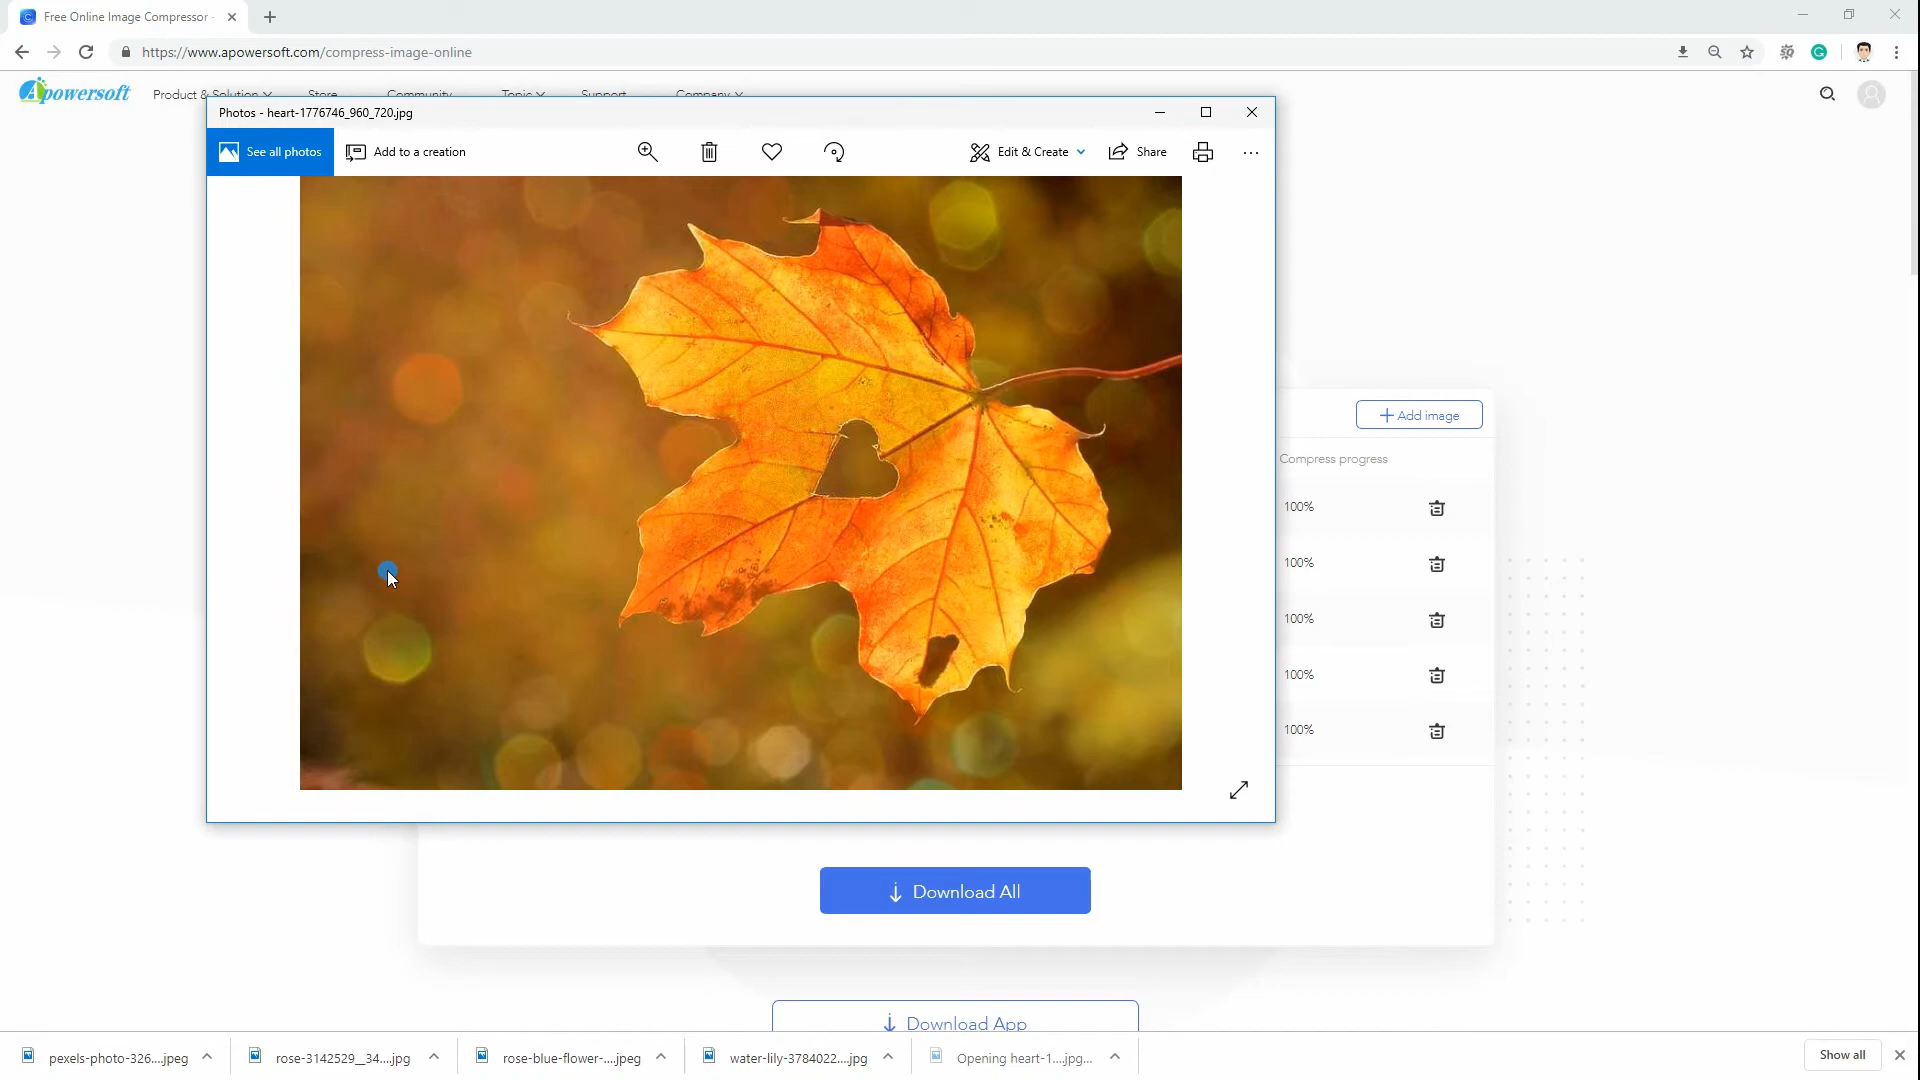 Free Online Image Compressor -
https://www.apowersoft.com/compress-image-online
Apowersoft
Product & Solution
Store
Community
Topic
Support
Company
Photos - heart-1776746_960_720.jpg
See all photos
Add to a creation
Edit & Create
Share
Add image
Compress progress
100%
100%
100%
100%
100%
Download All
Download App
pexels-photo-326....jpeg
rose-3142529__34....jpg
rose-blue-flower-....jpeg
water-lily-3784022....jpg
Opening heart-1....jpg...
Show all